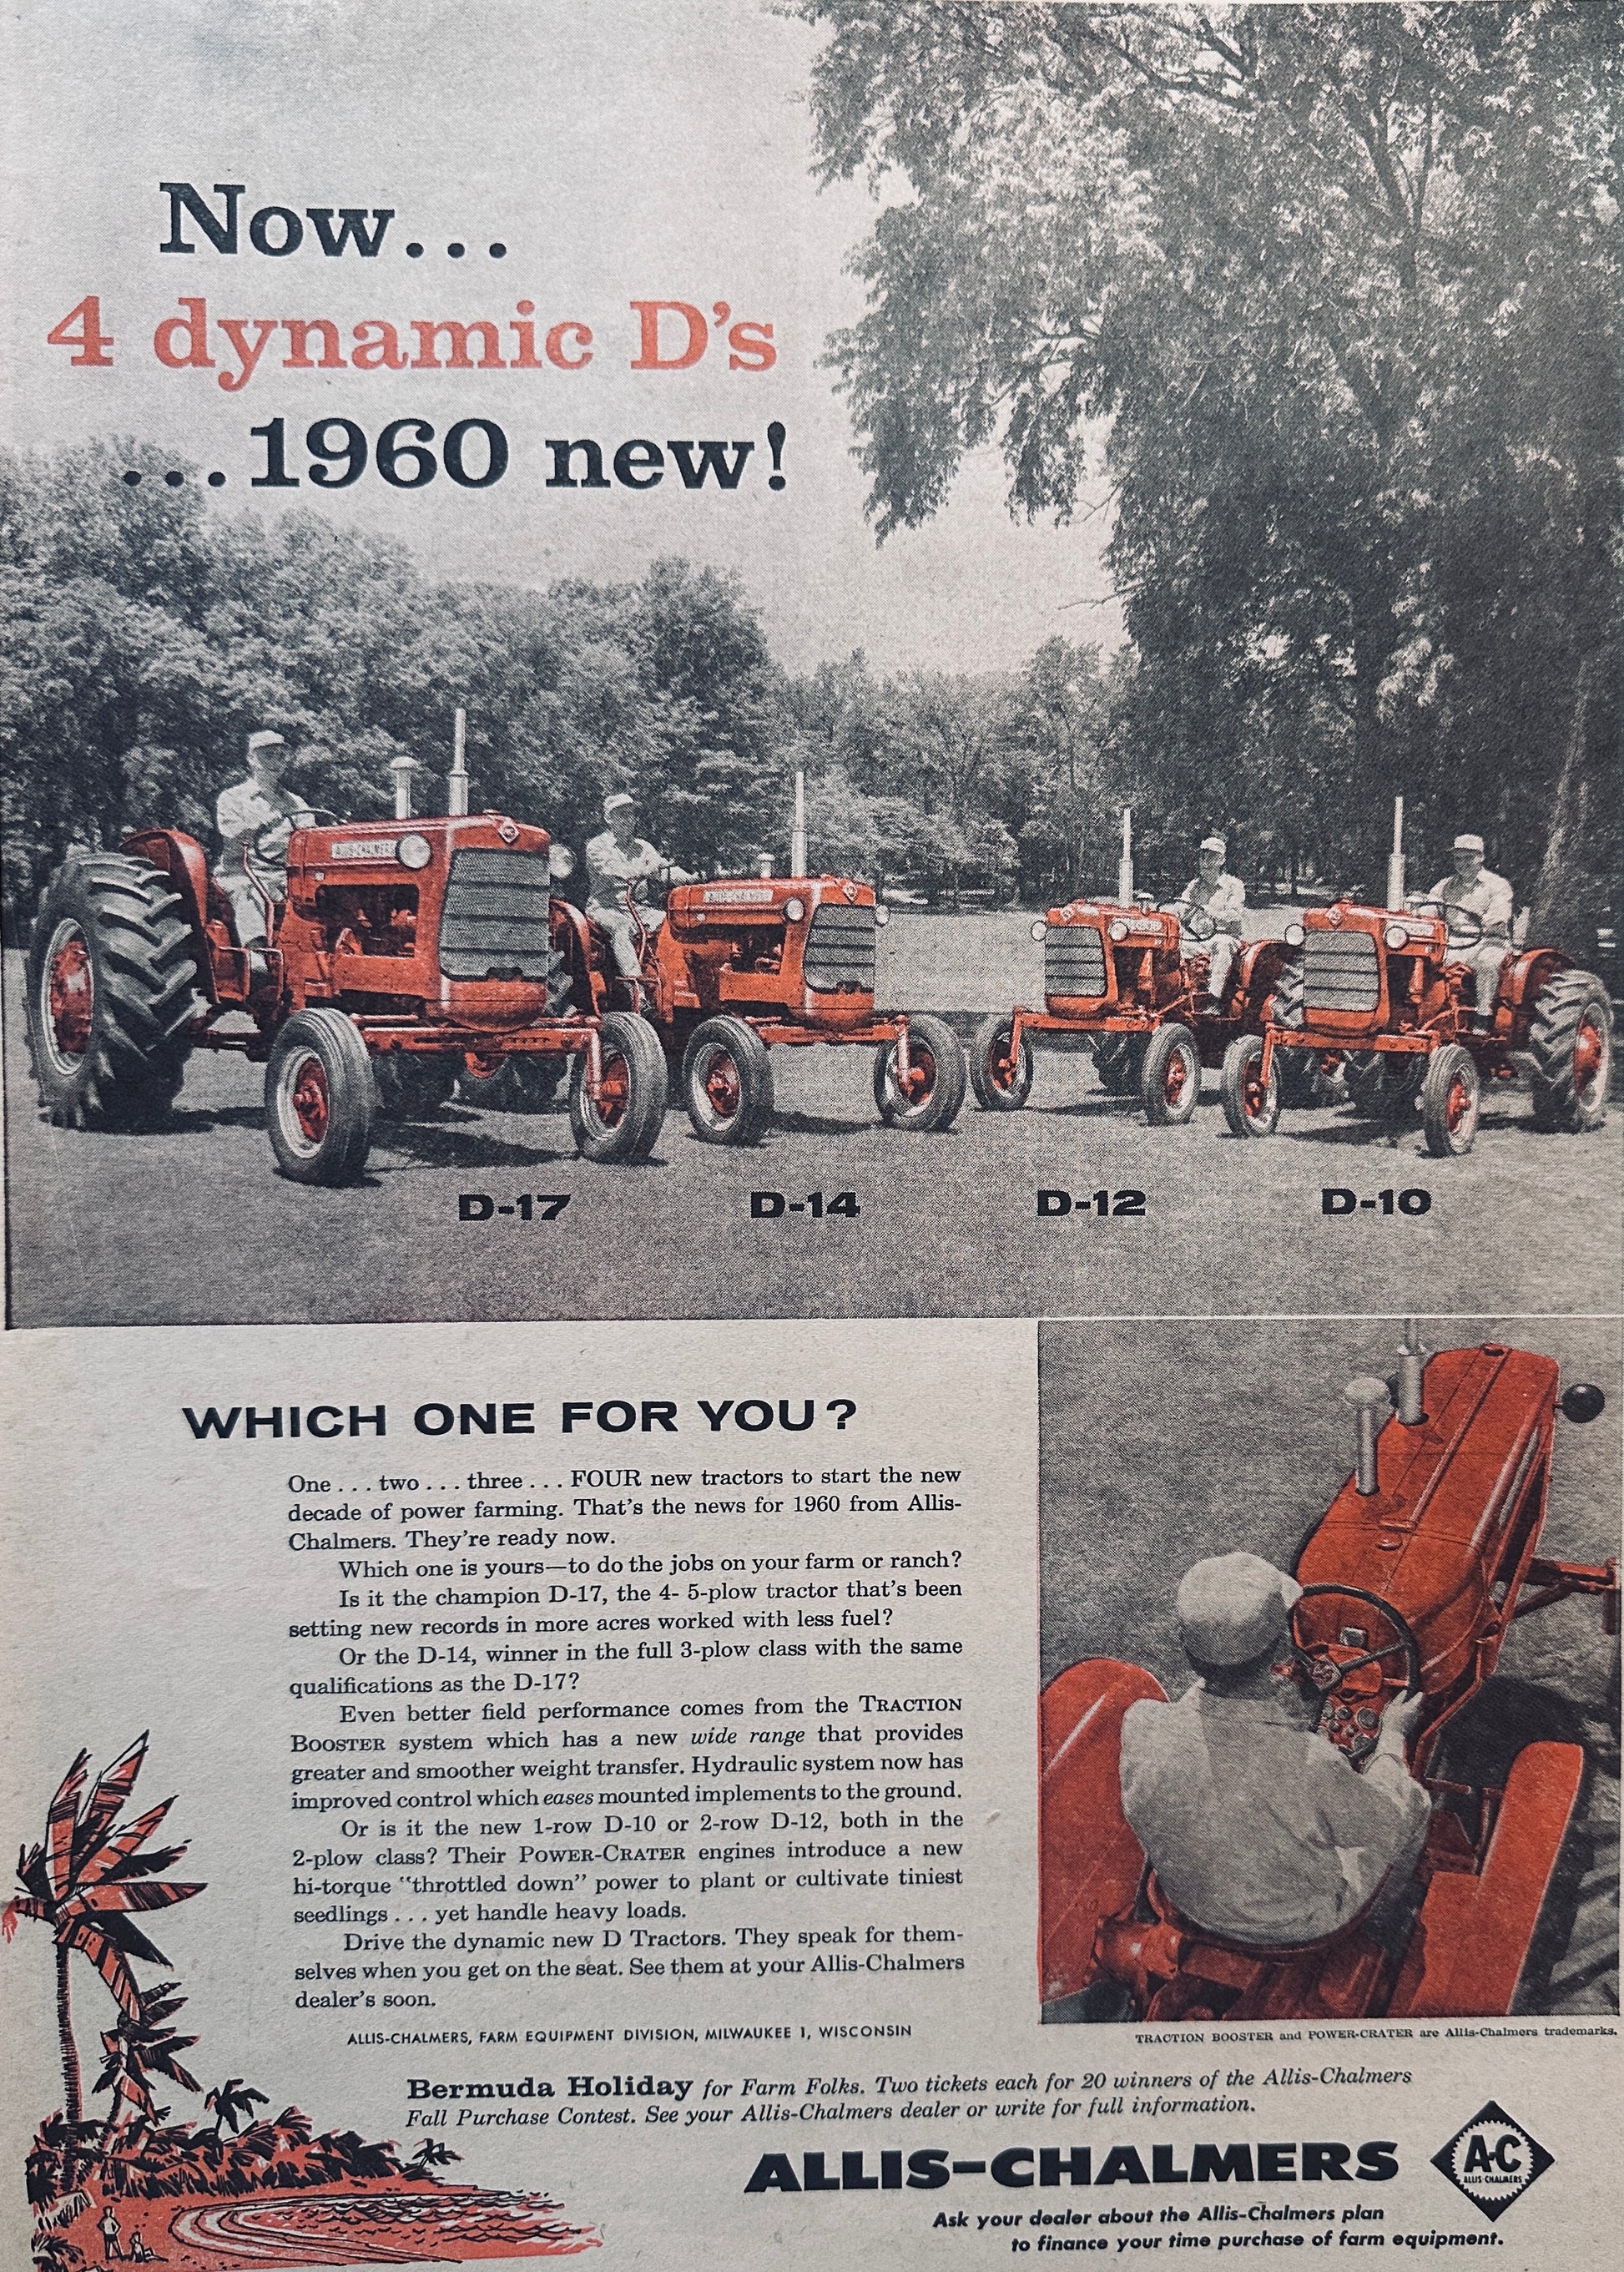 Now...
4 dynamic D's
...1960 new!
ALLIS-CHALMERS
ALLIS-CHALMERS
D-17
D-14
D-12
D-10
WHICH ONE FOR YOU?
One . . . two . . . three . . . FOUR new tractors to start the new
decade of power farming. That's the news for 1960 from Allis-
Chalmers. They're ready now.
Which one is yours—to do the jobs on your farm or ranch?
Is it the champion D-17, the 4- 5-plow tractor that's been
setting new records in more acres worked with less fuel?
Or the D-14, winner in the full 3-plow class with the same
qualifications as the D-17?
Even better field performance comes from the TRACTION
BOOSTER system which has a new wide range that provides
greater and smoother weight transfer. Hydraulic system now has
improved control which eases mounted implements to the ground.
Or is it the new 1-row D-10 or 2-row D-12, both in the
2-plow class? Their POWER-CRATER engines introduce a new
hi-torque "throttled down" power to plant or cultivate tiniest
seedlings . . . yet handle heavy loads.
Drive the dynamic new D Tractors. They speak for them-
selves when you get on the seat. See them at your Allis-Chalmers
dealer's soon.
ALLIS-CHALMERS, FARM EQUIPMENT DIVISION, MILWAUKEE 1, WISCONSIN
TRACTION BOOSTER and POWER-CRATER are Allis-Chalmers trademarks.
Bermuda Holiday for Farm Folks. Two tickets each for 20 winners of the Allis-Chalmers
Fall Purchase Contest. See your Allis-Chalmers dealer or write for full information.
ALLIS-CHALMERS
A-C
ALLIS-CHALMERS
Ask your dealer about the Allis-Chalmers plan
to finance your time purchase of farm equipment.